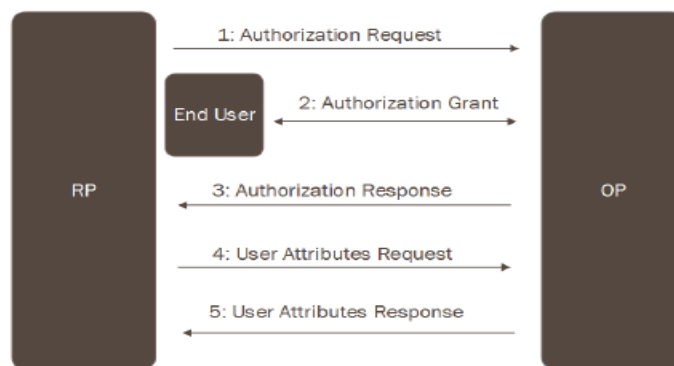 1: Authorization Request
End User
2: Authorization Grant
RP
3: Authorization Response
OP
4: User Attributes Request
5: User Attributes Response